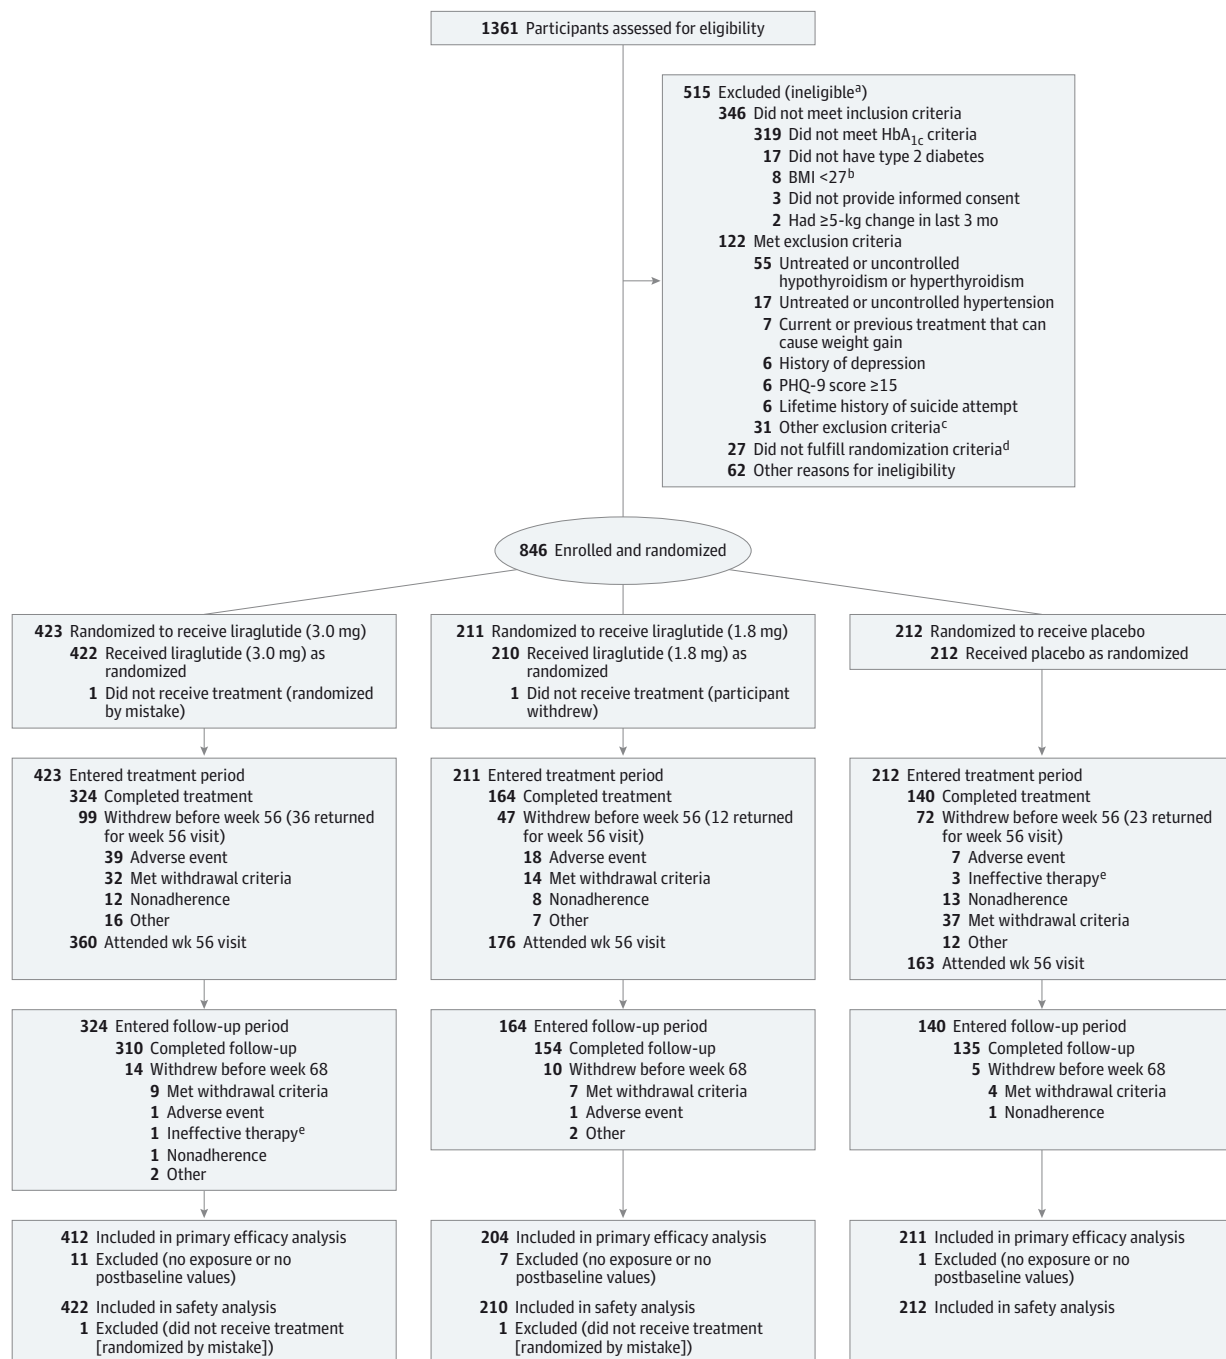 1361 Participants assessed for eligibility
515 Excluded (ineligibleᵃ)
346 Did not meet inclusion criteria
319 Did not meet HbA1c criteria
17 Did not have type 2 diabetes
8 BMI <27ᵇ
3 Did not provide informed consent
2 Had ≥5-kg change in last 3 mo
122 Met exclusion criteria
55 Untreated or uncontrolled
hypothyroidism or hyperthyroidism
17 Untreated or uncontrolled hypertension
7 Current or previous treatment that can
cause weight gain
6 History of depression
6 PHQ-9 score ≥15
6 Lifetime history of suicide attempt
31 Other exclusion criteriaᶜ
27 Did not fulfill randomization criteriaᵈ
62 Other reasons for ineligibility
846 Enrolled and randomized
423 Randomized to receive liraglutide (3.0 mg)
422 Received liraglutide (3.0 mg) as
randomized
1 Did not receive treatment (randomized
by mistake)
211 Randomized to receive liraglutide (1.8 mg)
210 Received liraglutide (1.8 mg) as
randomized
1 Did not receive treatment (participant
withdrew)
212 Randomized to receive placebo
212 Received placebo as randomized
423 Entered treatment period
324 Completed treatment
99 Withdrew before week 56 (36 returned
for week 56 visit)
39 Adverse event
32 Met withdrawal criteria
12 Nonadherence
16 Other
360 Attended wk 56 visit
211 Entered treatment period
164 Completed treatment
47 Withdrew before week 56 (12 returned
for week 56 visit)
18 Adverse event
14 Met withdrawal criteria
8 Nonadherence
7 Other
176 Attended wk 56 visit
212 Entered treatment period
140 Completed treatment
72 Withdrew before week 56 (23 returned
for week 56 visit)
7 Adverse event
3 Ineffective therapyᵉ
13 Nonadherence
37 Met withdrawal criteria
12 Other
163 Attended wk 56 visit
324 Entered follow-up period
310 Completed follow-up
14 Withdrew before week 68
9 Met withdrawal criteria
1 Adverse event
1 Ineffective therapyᵉ
1 Nonadherence
2 Other
164 Entered follow-up period
154 Completed follow-up
10 Withdrew before week 68
7 Met withdrawal criteria
1 Adverse event
2 Other
140 Entered follow-up period
135 Completed follow-up
5 Withdrew before week 68
4 Met withdrawal criteria
1 Nonadherence
412 Included in primary efficacy analysis
11 Excluded (no exposure or no
postbaseline values)
422 Included in safety analysis
1 Excluded (did not receive treatment
[randomized by mistake])
204 Included in primary efficacy analysis
7 Excluded (no exposure or no
postbaseline values)
210 Included in safety analysis
1 Excluded (did not receive treatment
[randomized by mistake])
211 Included in primary efficacy analysis
1 Excluded (no exposure or no
postbaseline values)
212 Included in safety analysis